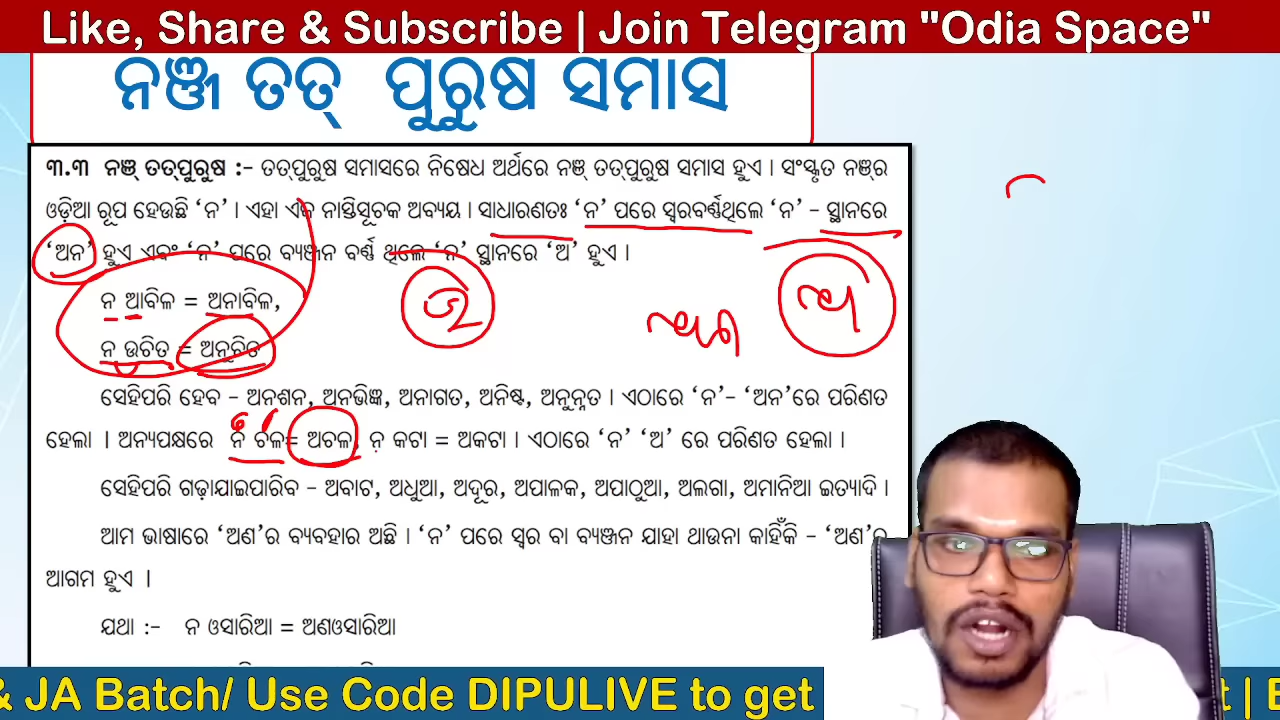 Like, Share & Subscribe | Join Telegram "Odia Space"
ନଞ୍ଜ ତତ୍ ପୁରୁଷ ସମାସ
୩.୩ ନଞ୍ ତତ୍‌ପୁରୁଷ :- ତତ୍‌ପୁରୁଷ ସମାସରେ ନିଷେଧ ଅର୍ଥରେ ନଞ୍ ତତ୍‌ପୁରୁଷ ସମାସ ହୁଏ । ସଂସ୍କୃତ ନଞ୍‌ର
ଓଡ଼ିଆ ରୂପ ହେଉଛି ‘ନ’ । ଏହା ଏକ ନାସ୍ତିସୂଚକ ଅବ୍ୟୟ । ସାଧାରଣତଃ ‘ନ’ ପରେ ସ୍ୱରବର୍ଣ୍ଣଥିଲେ ‘ନ’ – ସ୍ଥାନରେ
‘ଅନ’ ହୁଏ ଏବଂ ‘ନ’ ପରେ ବ୍ୟଞ୍ଜନ ବର୍ଣ୍ଣ ଥିଲେ ‘ନ’ ସ୍ଥାନରେ ‘ଅ’ ହୁଏ ।
ନ ଆବିଳ = ଅନାବିଳ,
ନ ଉଚିତ = ଅନୁଚିତ
ସେହିପରି ହେବ – ଅନଶନ, ଅନଭିଜ୍ଞ, ଅନାଗତ, ଅନିଷ୍ଟ, ଅନୁନ୍ନତ । ଏଠାରେ ‘ନ’– ‘ଅନ’ରେ ପରିଣତ
ହେଲା । ଅନ୍ୟପକ୍ଷରେ ନ ଚଳ= ଅଚଳ, ନ କଟା = ଅକଟା । ଏଠାରେ ‘ନ’ ‘ଅ’ ରେ ପରିଣତ ହେଲା ।
ସେହିପରି ଗଢ଼ାଯାଇପାରିବ – ଅବାଟ, ଅଧୁଆ, ଅଦୂର, ଅପାଳକ, ଅପାଠୁଆ, ଅଲଗା, ଅମାନିଆ ଇତ୍ୟାଦି ।
ଆମ ଭାଷାରେ ‘ଅଣ’ର ବ୍ୟବହାର ଅଛି । ‘ନ’ ପରେ ସ୍ୱର ବା ବ୍ୟଞ୍ଜନ ଯାହା ଥାଉନା କାହିଁକି – ‘ଅଣ’ର
ଆଗମ ହୁଏ ।
ଯଥା :- ନ ଓସାରିଆ = ଅଣଓସାରିଆ
& JA Batch/ Use Code DIPULIVE to get